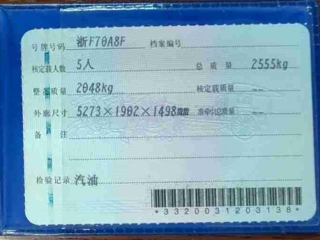 号牌号码 浙F70A8F 档案编号
核定载人数 5人 总质量 2555kg
整备质量 2048kg 核定载质量 --
外廓尺寸 5273×1902×1498mm 准牵引总质量 --
备注
检验记录 汽油
*3320091203138*